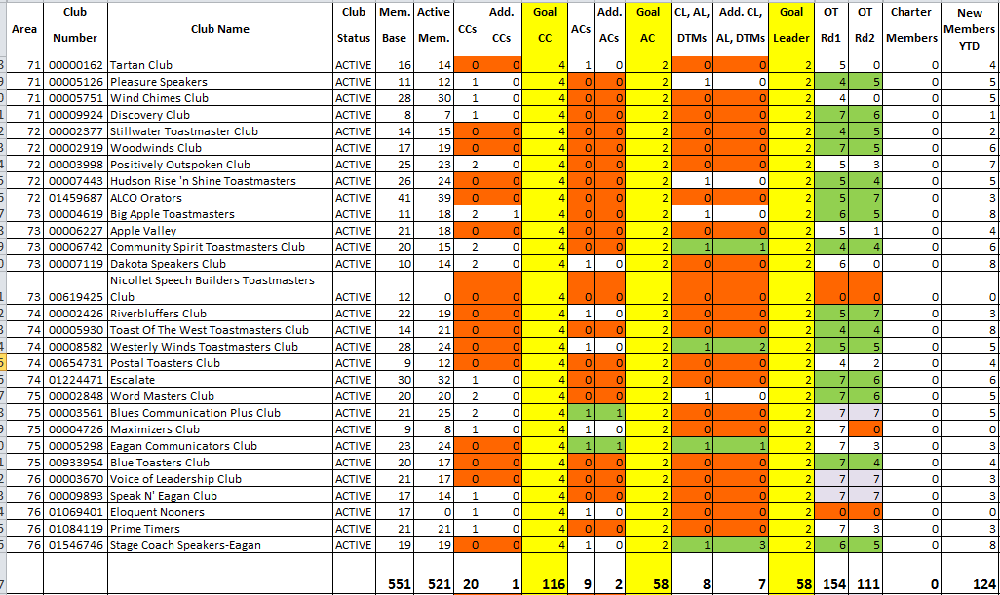 Club Club Mem. Active Add. Goal Add. Goal CL, AL, Add. CL, Goal OT OT Charter New
Area Club Name CCs ACs Members
Number Status Base Mem. CCs CC ACs AC DTMs AL, DTMs Leader Rd1 Rd2 Members YTD
71 00000162 Tartan Club ACTIVE 16 14 0 0 4 1 0 2 0 0 2 5 0 0 4
71 00005126 Pleasure Speakers ACTIVE 11 12 1 0 4 0 0 2 1 0 2 4 5 0 5
71 00005751 Wind Chimes Club ACTIVE 28 30 1 0 4 0 0 2 0 0 2 4 0 0 5
71 00009924 Discovery Club ACTIVE 8 7 1 0 4 0 0 2 0 0 2 7 6 0 1
72 00002377 Stillwater Toastmaster Club ACTIVE 14 15 0 0 4 0 0 2 0 0 2 4 5 0 2
72 00002919 Woodwinds Club ACTIVE 17 19 0 0 4 0 0 2 0 0 2 7 5 0 3
72 00003998 Positively Outspoken Club ACTIVE 25 23 2 0 4 0 0 2 0 0 2 5 3 0 7
72 00007443 Hudson Rise 'n Shine Toastmasters ACTIVE 26 24 0 0 4 0 0 2 1 0 2 5 4 0 5
72 01459687 ALCO Orators ACTIVE 41 39 0 0 4 0 0 2 0 0 2 5 7 0 3
73 00004619 Big Apple Toastmasters ACTIVE 11 18 2 1 4 0 0 2 1 0 2 6 5 0 8
73 00006227 Apple Valley ACTIVE 21 18 0 0 4 0 0 2 0 0 2 5 1 0 4
73 00006742 Community Spirit Toastmasters Club ACTIVE 20 15 2 0 4 0 0 2 1 1 2 4 4 0 6
73 00007119 Dakota Speakers Club ACTIVE 10 14 2 0 4 1 0 2 0 0 2 6 0 0 8
Nicollet Speech Builders Toastmasters
73 00619425 Club ACTIVE 12 0 0 0 4 0 0 2 0 0 2 0 0 0 0
74 00002426 Riverbluffers Club ACTIVE 22 19 0 0 4 1 0 2 0 0 2 5 7 0 3
74 00005930 Toast Of The West Toastmasters Club ACTIVE 14 21 0 0 4 0 0 2 0 0 2 4 4 0 8
74 00008582 Westerly Winds Toastmasters Club ACTIVE 28 24 0 0 4 1 0 2 1 2 2 5 5 0 5
74 00654731 Postal Toasters Club ACTIVE 9 12 0 0 4 0 0 2 0 0 2 4 2 0 4
74 01224471 Escalate ACTIVE 30 32 1 0 4 0 0 2 0 0 2 7 6 0 6
75 00002848 Word Masters Club ACTIVE 20 20 2 0 4 0 0 2 1 0 2 7 6 0 5
75 00003561 Blues Communication Plus Club ACTIVE 21 25 2 0 4 1 1 2 0 0 2 7 7 0 5
75 00004726 Maximizers Club ACTIVE 9 8 1 0 4 1 0 2 0 0 2 7 0 0 0
75 00005298 Eagan Communicators Club ACTIVE 23 24 0 0 4 1 1 2 1 1 2 7 3 0 4
75 00933954 Blue Toasters Club ACTIVE 20 17 0 0 4 0 0 2 0 0 2 7 4 0 4
76 00003670 Voice of Leadership Club ACTIVE 21 17 0 0 4 0 0 2 0 0 2 7 7 0 3
76 00009893 Speak N' Eagan Club ACTIVE 17 14 1 0 4 0 0 2 0 0 2 7 7 0 3
76 01069401 Eloquent Nooners ACTIVE 17 0 1 0 4 1 0 2 0 0 2 0 0 0 0
76 01084119 Prime Timers ACTIVE 21 21 1 0 4 0 0 2 0 0 2 7 3 0 3
76 01546746 Stage Coach Speakers-Eagan ACTIVE 19 19 0 0 4 1 0 2 1 3 2 6 5 0 8
551 521 20 1 116 9 2 58 8 7 58 154 111 0 124